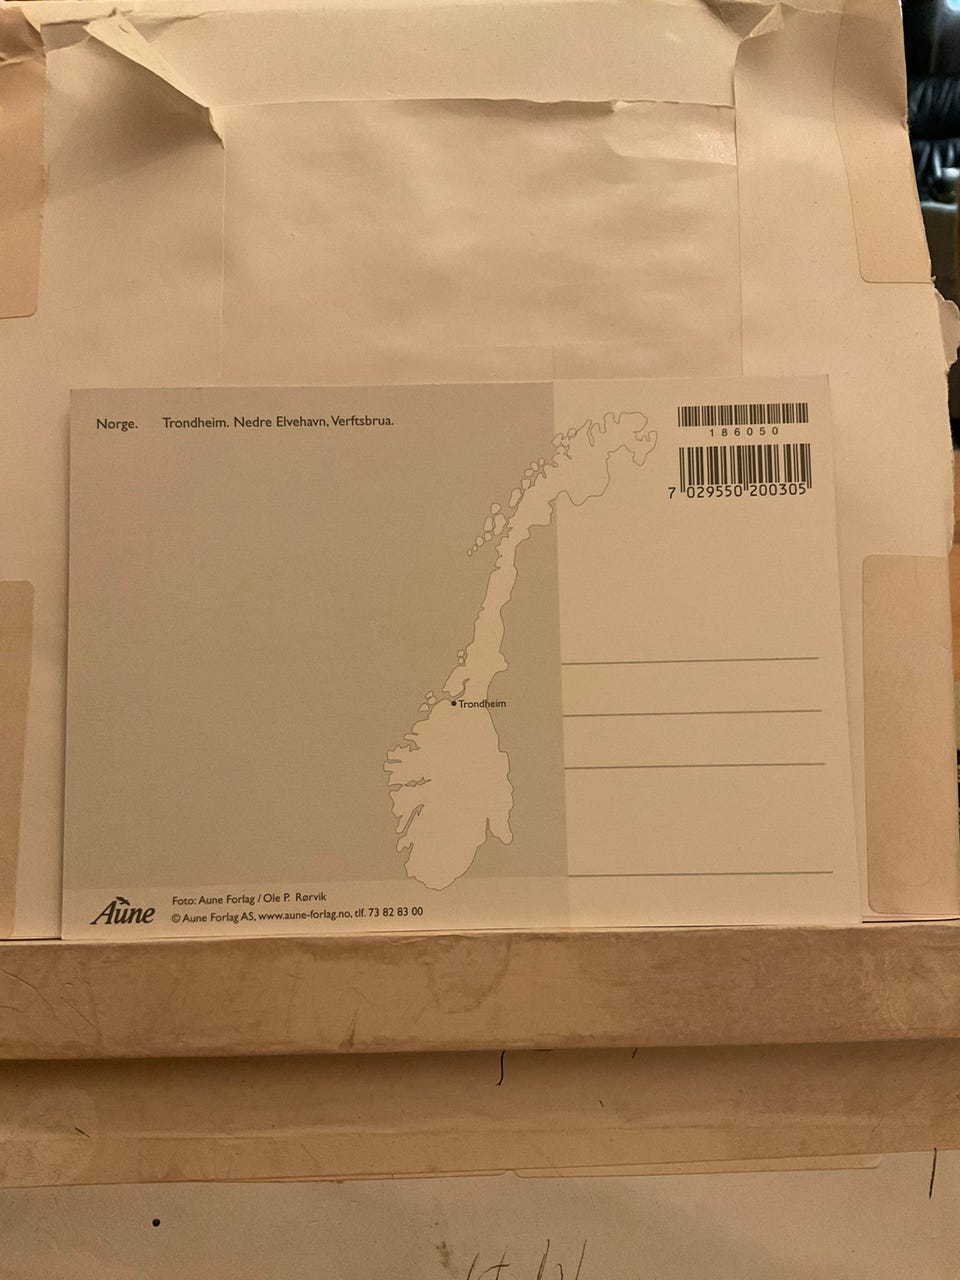 Norge. Trondheim. Nedre Elvehavn, Verftsbrua.
186050
7 029550 200305
Trondheim
Aune
Foto: Aune Forlag / Ole P. Rørvik
© Aune Forlag AS, www.aune-forlag.no, tlf. 73 82 83 00